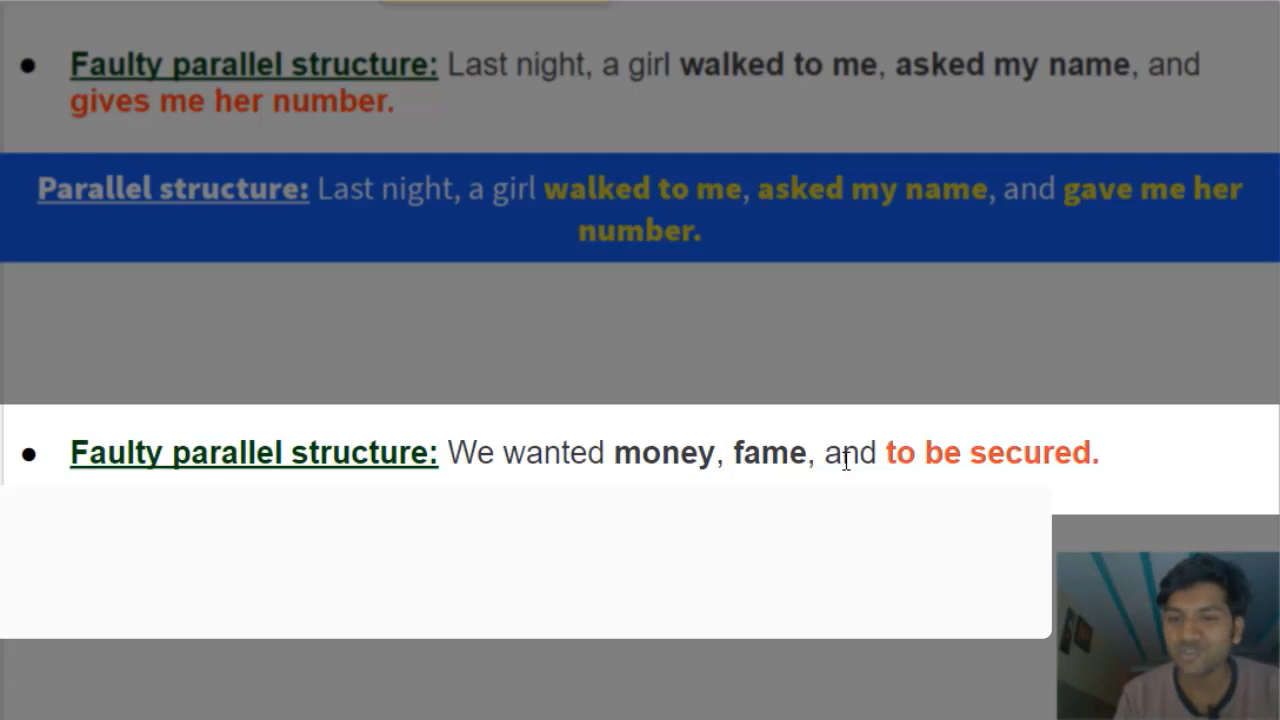 Faulty parallel structure: Last night, a girl walked to me, asked my name, and
gives me her number.
Parallel structure: Last night, a girl walked to me, asked my name, and gave me her
number.
Faulty parallel structure: We wanted money, fame, and to be secured.